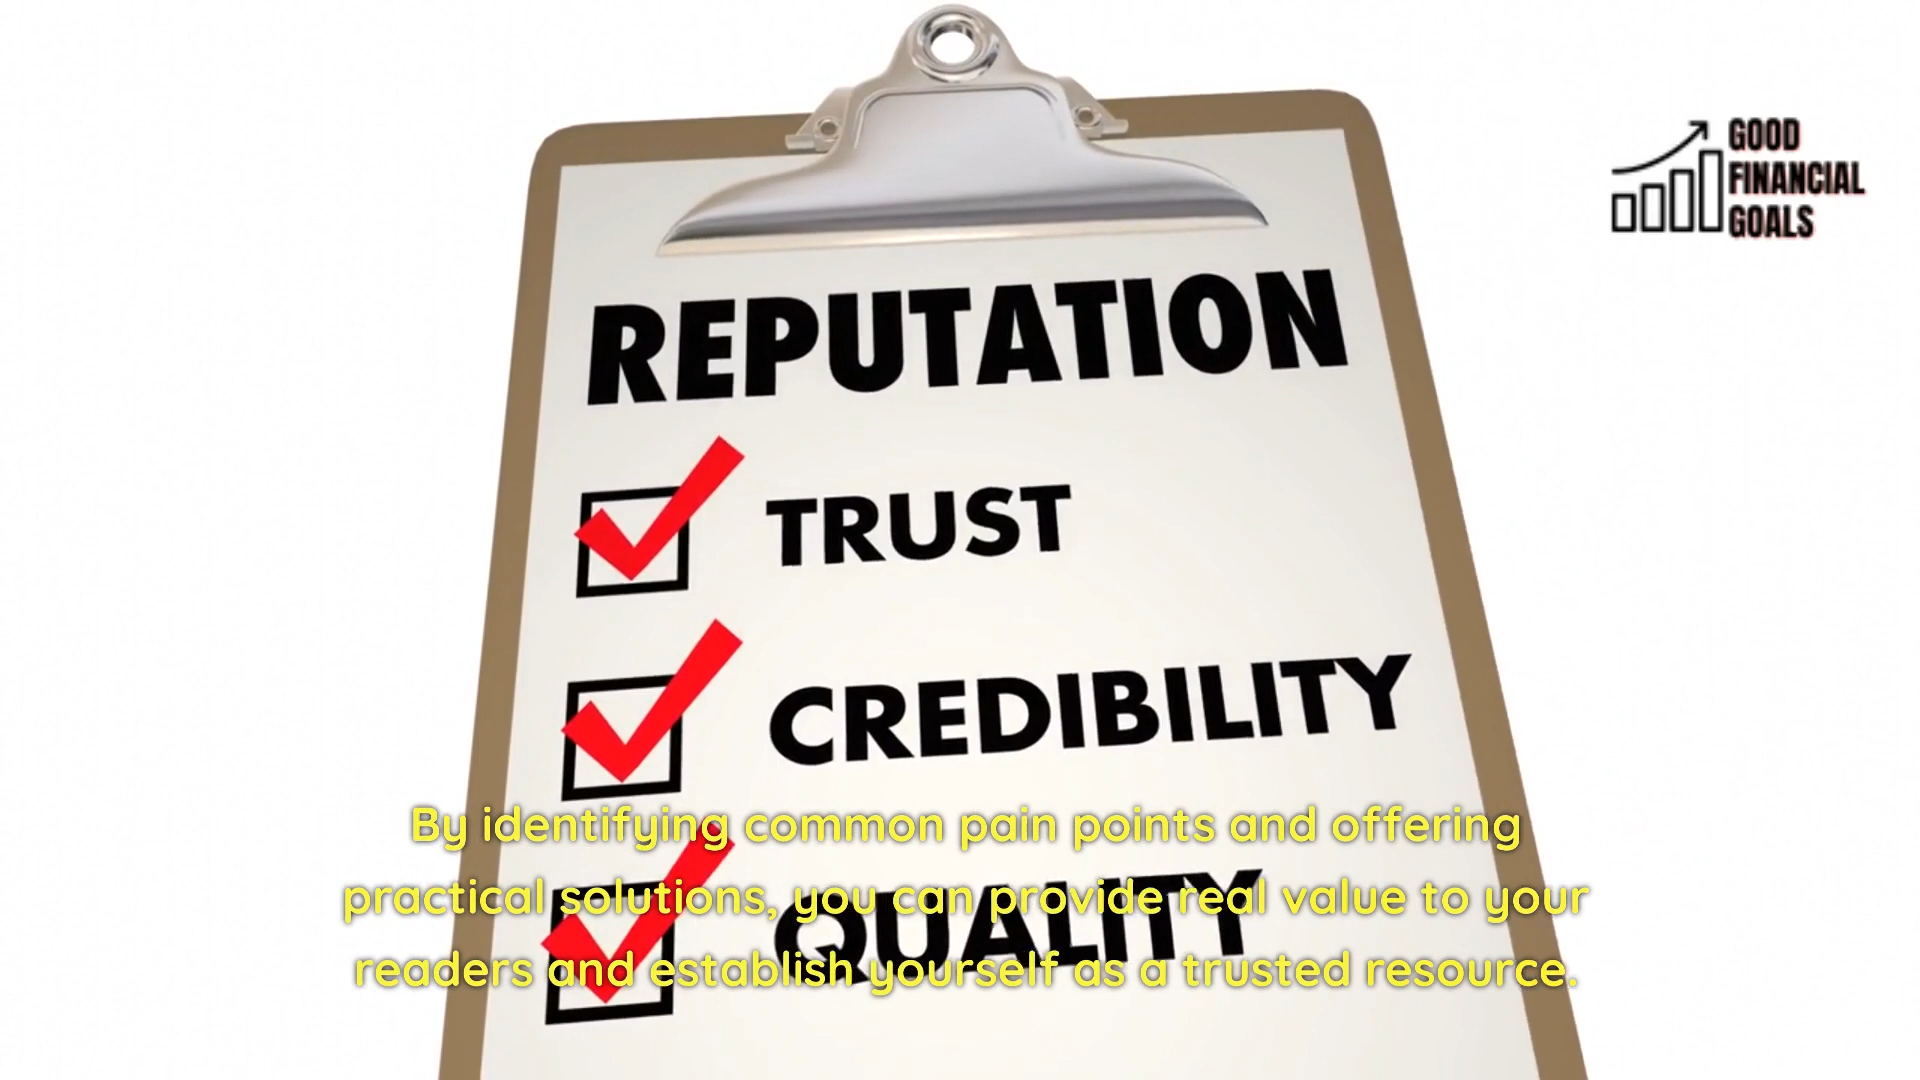 GOOD
FINANCIAL
GOALS
REPUTATION
TRUST
CREDIBILITY
QUALITY
By identifying common pain points and offering
practical solutions, you can provide real value to your
readers and establish yourself as a trusted resource.